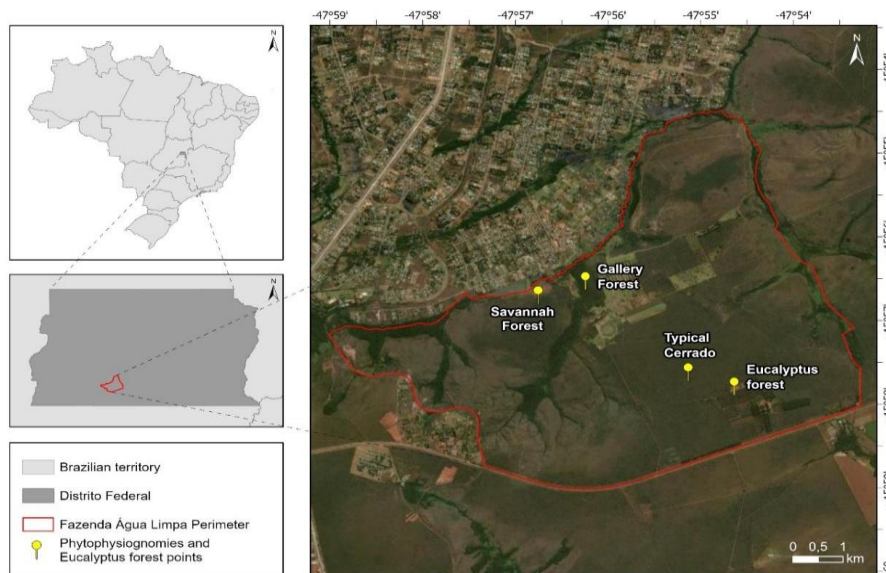 -47°59 -47°58 -47°57 -47°56 -47°55 -47°54
N
N
N
Gallery
Forest
Savannah
Forest
Typical
Cerrado
Eucalyptus
forest
Brazilian territory
Distrito Federal
Fazenda Água Limpa Perimeter
Phytophysiognomies and
Eucalyptus forest points
0 0,5 1
km